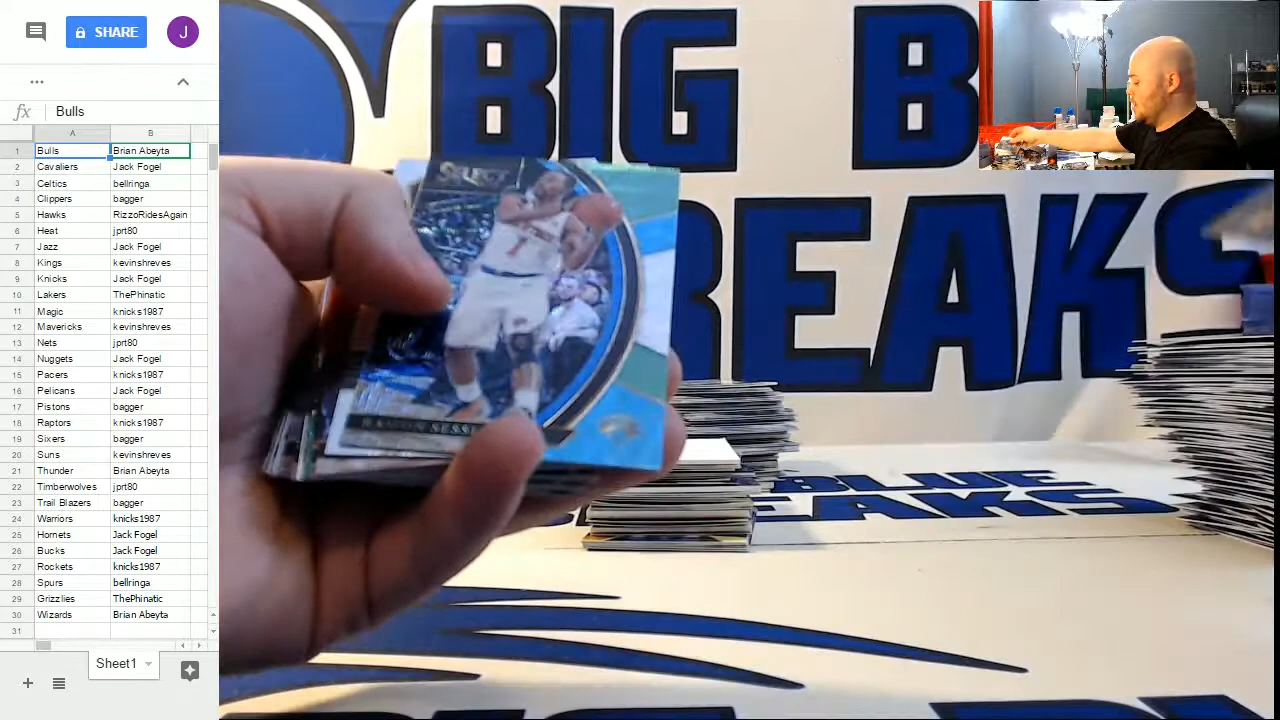 SHARE
J
...
fx Bulls
A B
1 Bulls Brian Abeyta
2 Cavaliers Jack Fogel
3 Celtics bellringa
4 Clippers bagger
5 Hawks RizzoRidesAgain
6 Heat jprt80
7 Jazz Jack Fogel
8 Kings kevinshreves
9 Knicks Jack Fogel
10 Lakers ThePhinatic
11 Magic knicks1987
12 Mavericks kevinshreves
13 Nets jprt80
14 Nuggets Jack Fogel
15 Pacers knicks1987
16 Pelicans Jack Fogel
17 Pistons bagger
18 Raptors knicks1987
19 Sixers bagger
20 Suns kevinshreves
21 Thunder Brian Abeyta
22 Timberwolves jprt80
23 Trail Blazers bagger
24 Warriors knicks1987
25 Hornets Jack Fogel
26 Bucks Jack Fogel
27 Rockets knicks1987
28 Spurs bellringa
29 Grizzlies ThePhinatic
30 Wizards Brian Abeyta
31
Sheet1
BIG B
REAKS
SELECT
1
RAMON SESS
BLUE
BREAKS